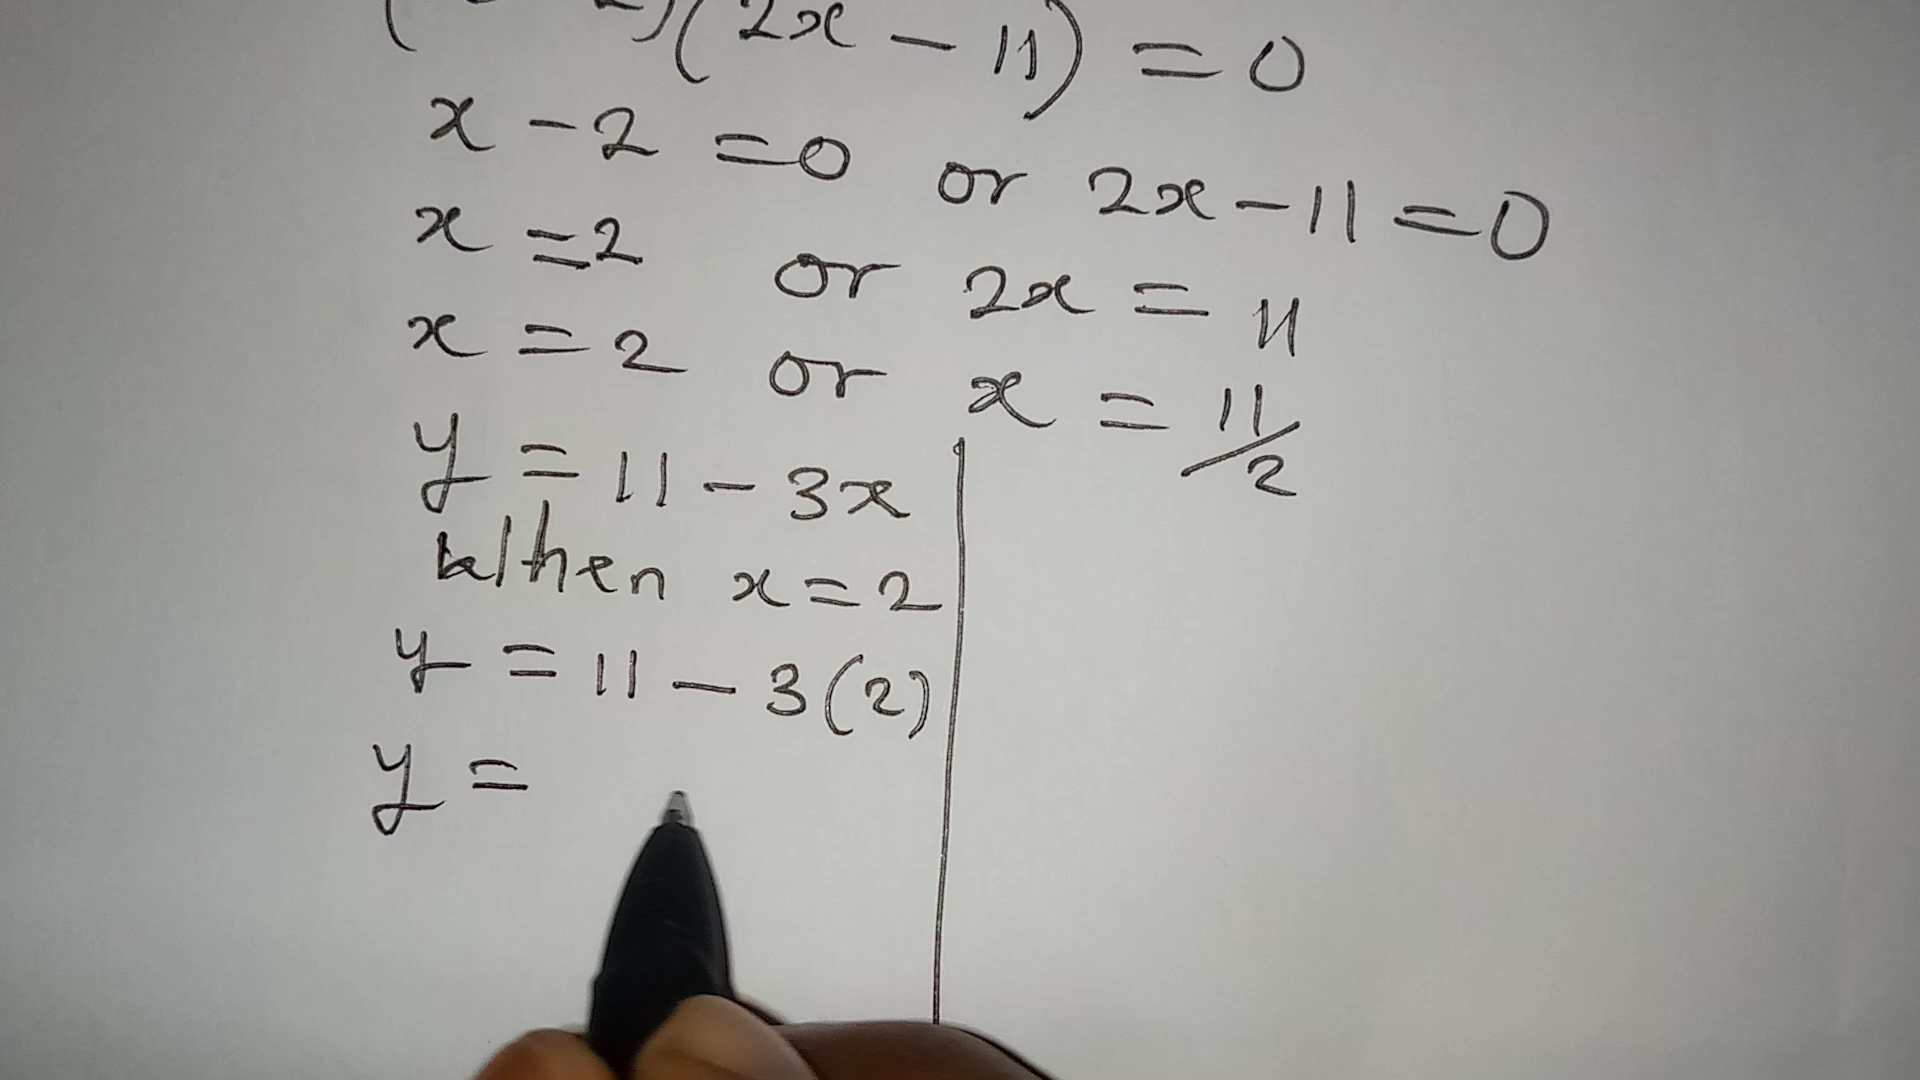 (2x - 11) = 0
x - 2 = 0 or 2x - 11 = 0
x = 2 or 2x = 11
x = 2 or x = 11/2
y = 11 - 3x
When x = 2
y = 11 - 3(2)
y =